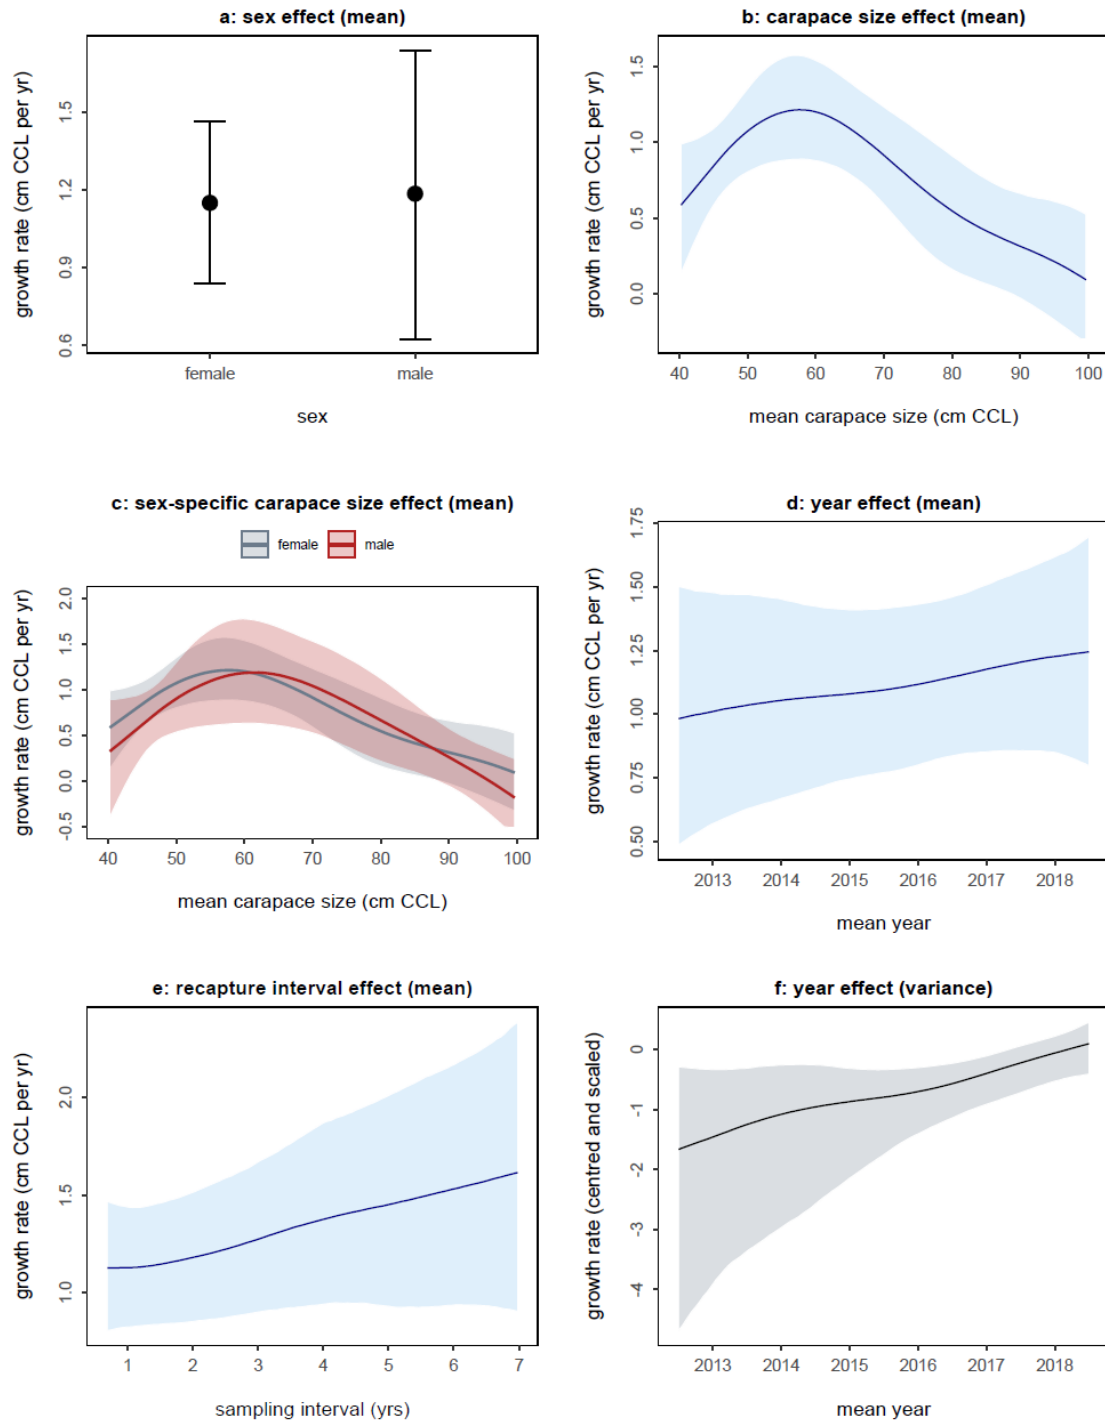 a: sex effect (mean)
growth rate (cm CCL per yr)
1.5
1.2
0.9
0.6
female male
sex
b: carapace size effect (mean)
growth rate (cm CCL per yr)
1.5
1.0
0.5
0.0
40 50 60 70 80 90 100
mean carapace size (cm CCL)
c: sex-specific carapace size effect (mean)
female male
growth rate (cm CCL per yr)
2.0
1.5
1.0
0.5
0.0
-0.5
40 50 60 70 80 90 100
mean carapace size (cm CCL)
d: year effect (mean)
growth rate (cm CCL per yr)
1.75
1.50
1.25
1.00
0.75
0.50
2013 2014 2015 2016 2017 2018
mean year
e: recapture interval effect (mean)
growth rate (cm CCL per yr)
2.0
1.5
1.0
1 2 3 4 5 6 7
sampling interval (yrs)
f: year effect (variance)
growth rate (centred and scaled)
0
-1
-2
-3
-4
2013 2014 2015 2016 2017 2018
mean year